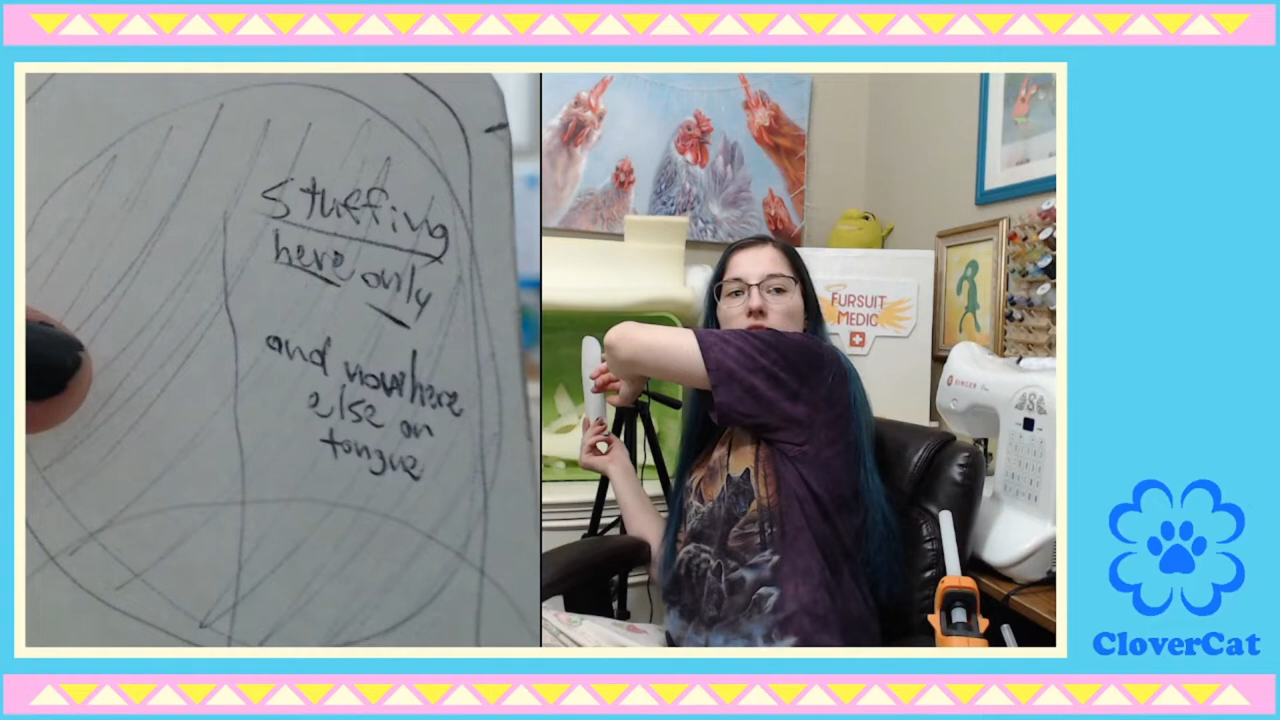 Stuffing
here only
and nowhere
else on
tongue
FURSUIT
MEDIC
SINGER
CloverCat